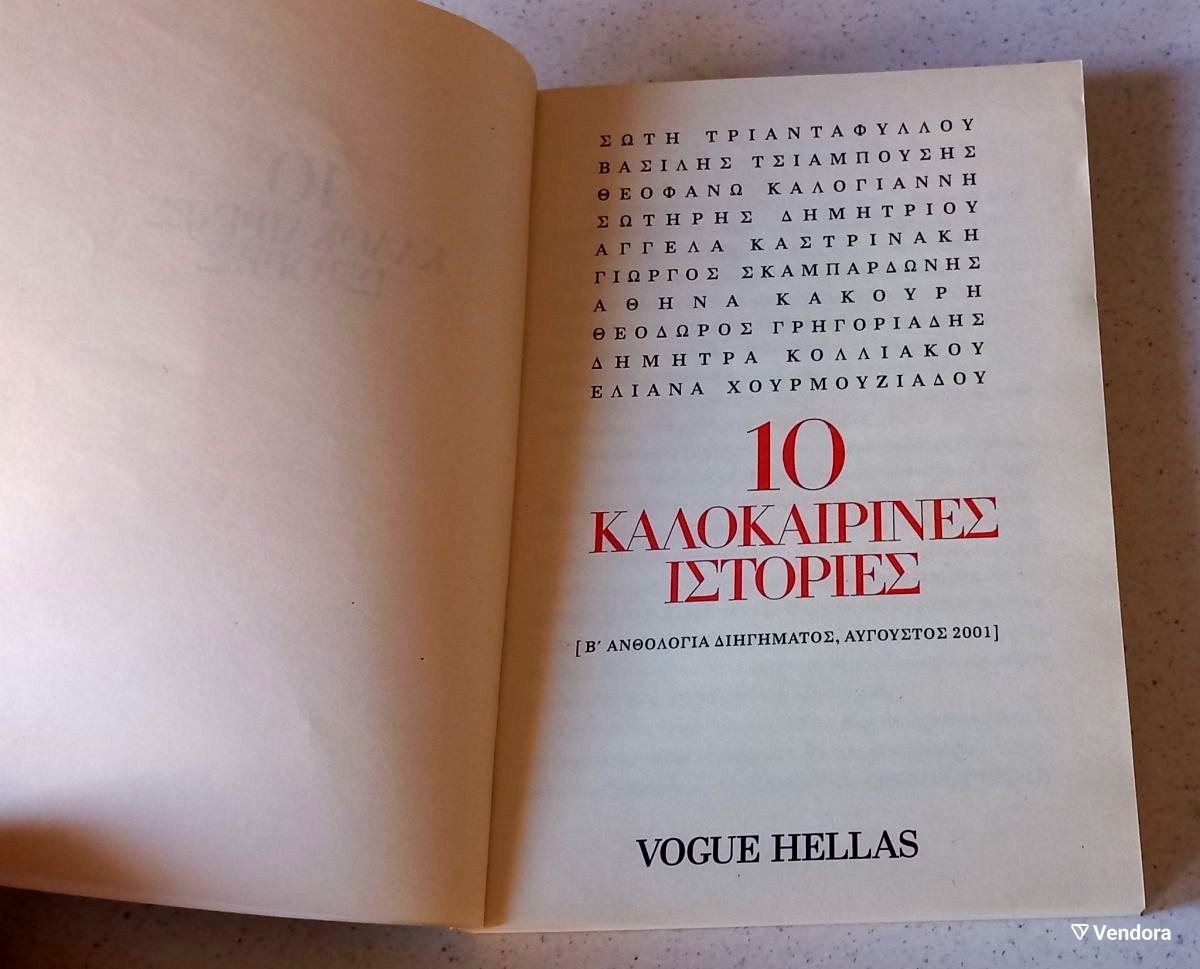 ΣΩΤΗ ΤΡΙΑΝΤΑΦΥΛΛΟΥ
ΒΑΣΙΛΗΣ ΤΣΙΑΜΠΟΥΣΗΣ
ΘΕΟΦΑΝΩ ΚΑΛΟΓΙΑΝΝΗ
ΣΩΤΗΡΗΣ ΔΗΜΗΤΡΙΟΥ
ΑΓΓΕΛΑ ΚΑΣΤΡΙΝΑΚΗ
ΓΙΩΡΓΟΣ ΣΚΑΜΠΑΡΔΩΝΗΣ
ΑΘΗΝΑ ΚΑΚΟΥΡΗ
ΘΕΟΔΩΡΟΣ ΓΡΗΓΟΡΙΑΔΗΣ
ΔΗΜΗΤΡΑ ΚΟΛΛΙΑΚΟΥ
ΕΛΙΑΝΑ ΧΟΥΡΜΟΥΖΙΑΔΟΥ
10
ΚΑΛΟΚΑΙΡΙΝΕΣ
ΙΣΤΟΡΙΕΣ
[Β΄ ΑΝΘΟΛΟΓΙΑ ΔΙΗΓΗΜΑΤΟΣ, ΑΥΓΟΥΣΤΟΣ 2001]
VOGUE HELLAS
Vendora